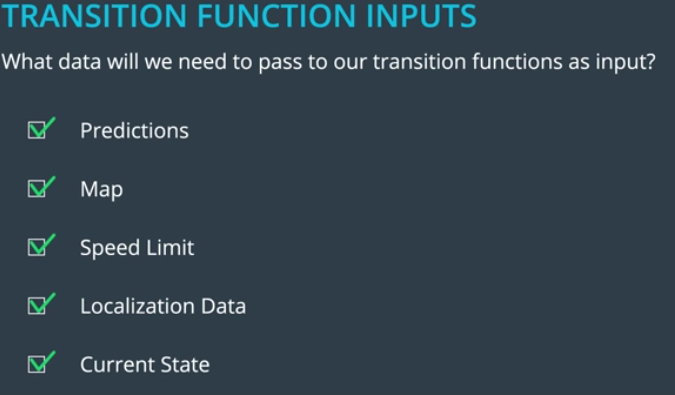 TRANSITION FUNCTION INPUTS
What data will we need to pass to our transition functions as input?
Predictions
Map
Speed Limit
Localization Data
Current State